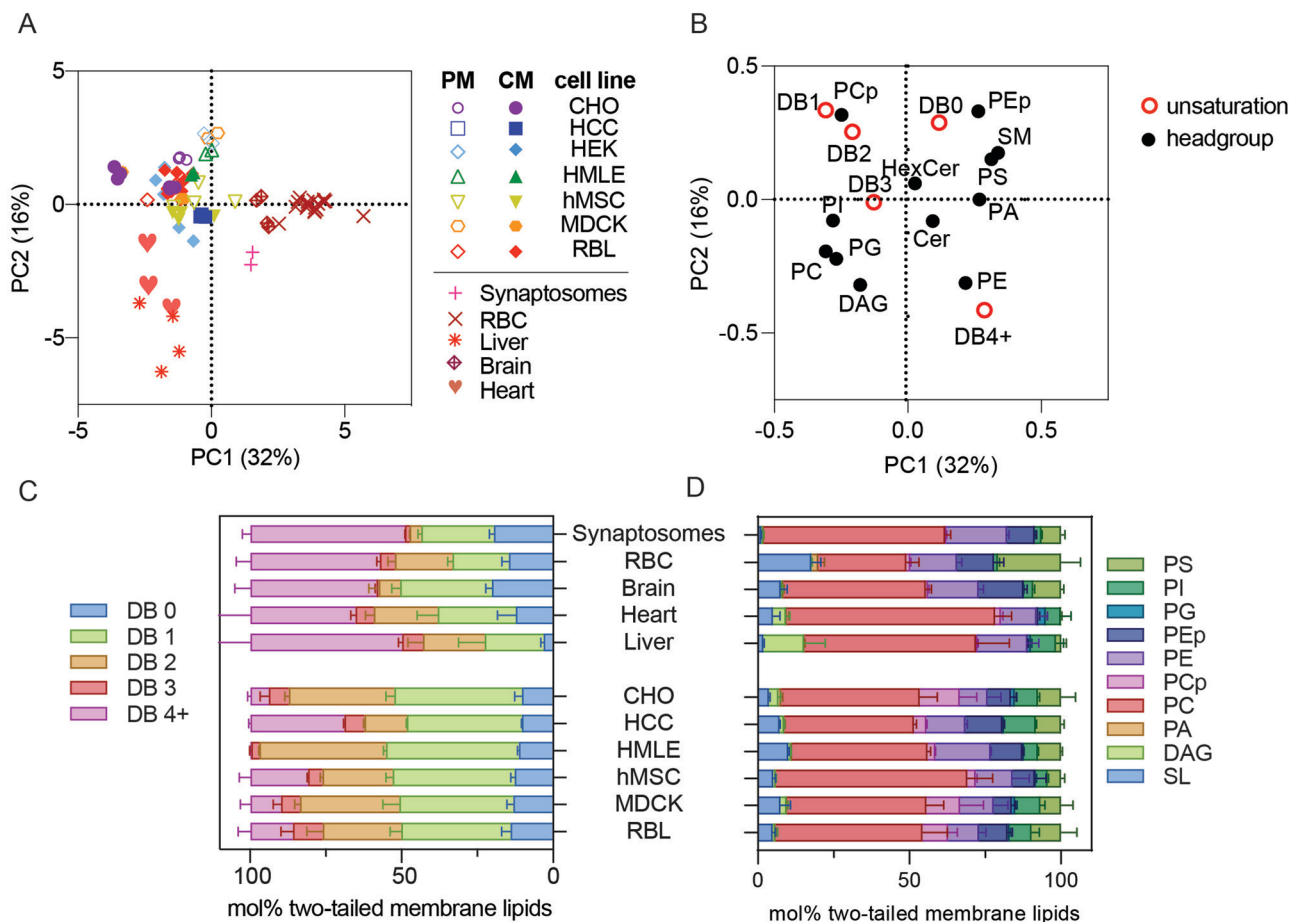 A
5
0
-5
-5
0
5
PC2 (16%)
PC1 (32%)
PM CM cell line
CHO
HCC
HEK
HMLE
hMSC
MDCK
RBL
Synaptosomes
RBC
Liver
Brain
Heart
B
0.5
0.0
-0.5
-0.5
0.0
0.5
PC2 (16%)
PC1 (32%)
DB1
PCp
DB2
DB0
PEp
SM
HexCer
PS
DB3
PI
PA
Cer
PG
PC
DAG
PE
DB4+
unsaturation
headgroup
C
DB 0
DB 1
DB 2
DB 3
DB 4+
100
50
0
mol% two-tailed membrane lipids
Synaptosomes
RBC
Brain
Heart
Liver
CHO
HCC
HMLE
hMSC
MDCK
RBL
D
0
50
100
mol% two-tailed membrane lipids
PS
PI
PG
PEp
PE
PCp
PC
PA
DAG
SL